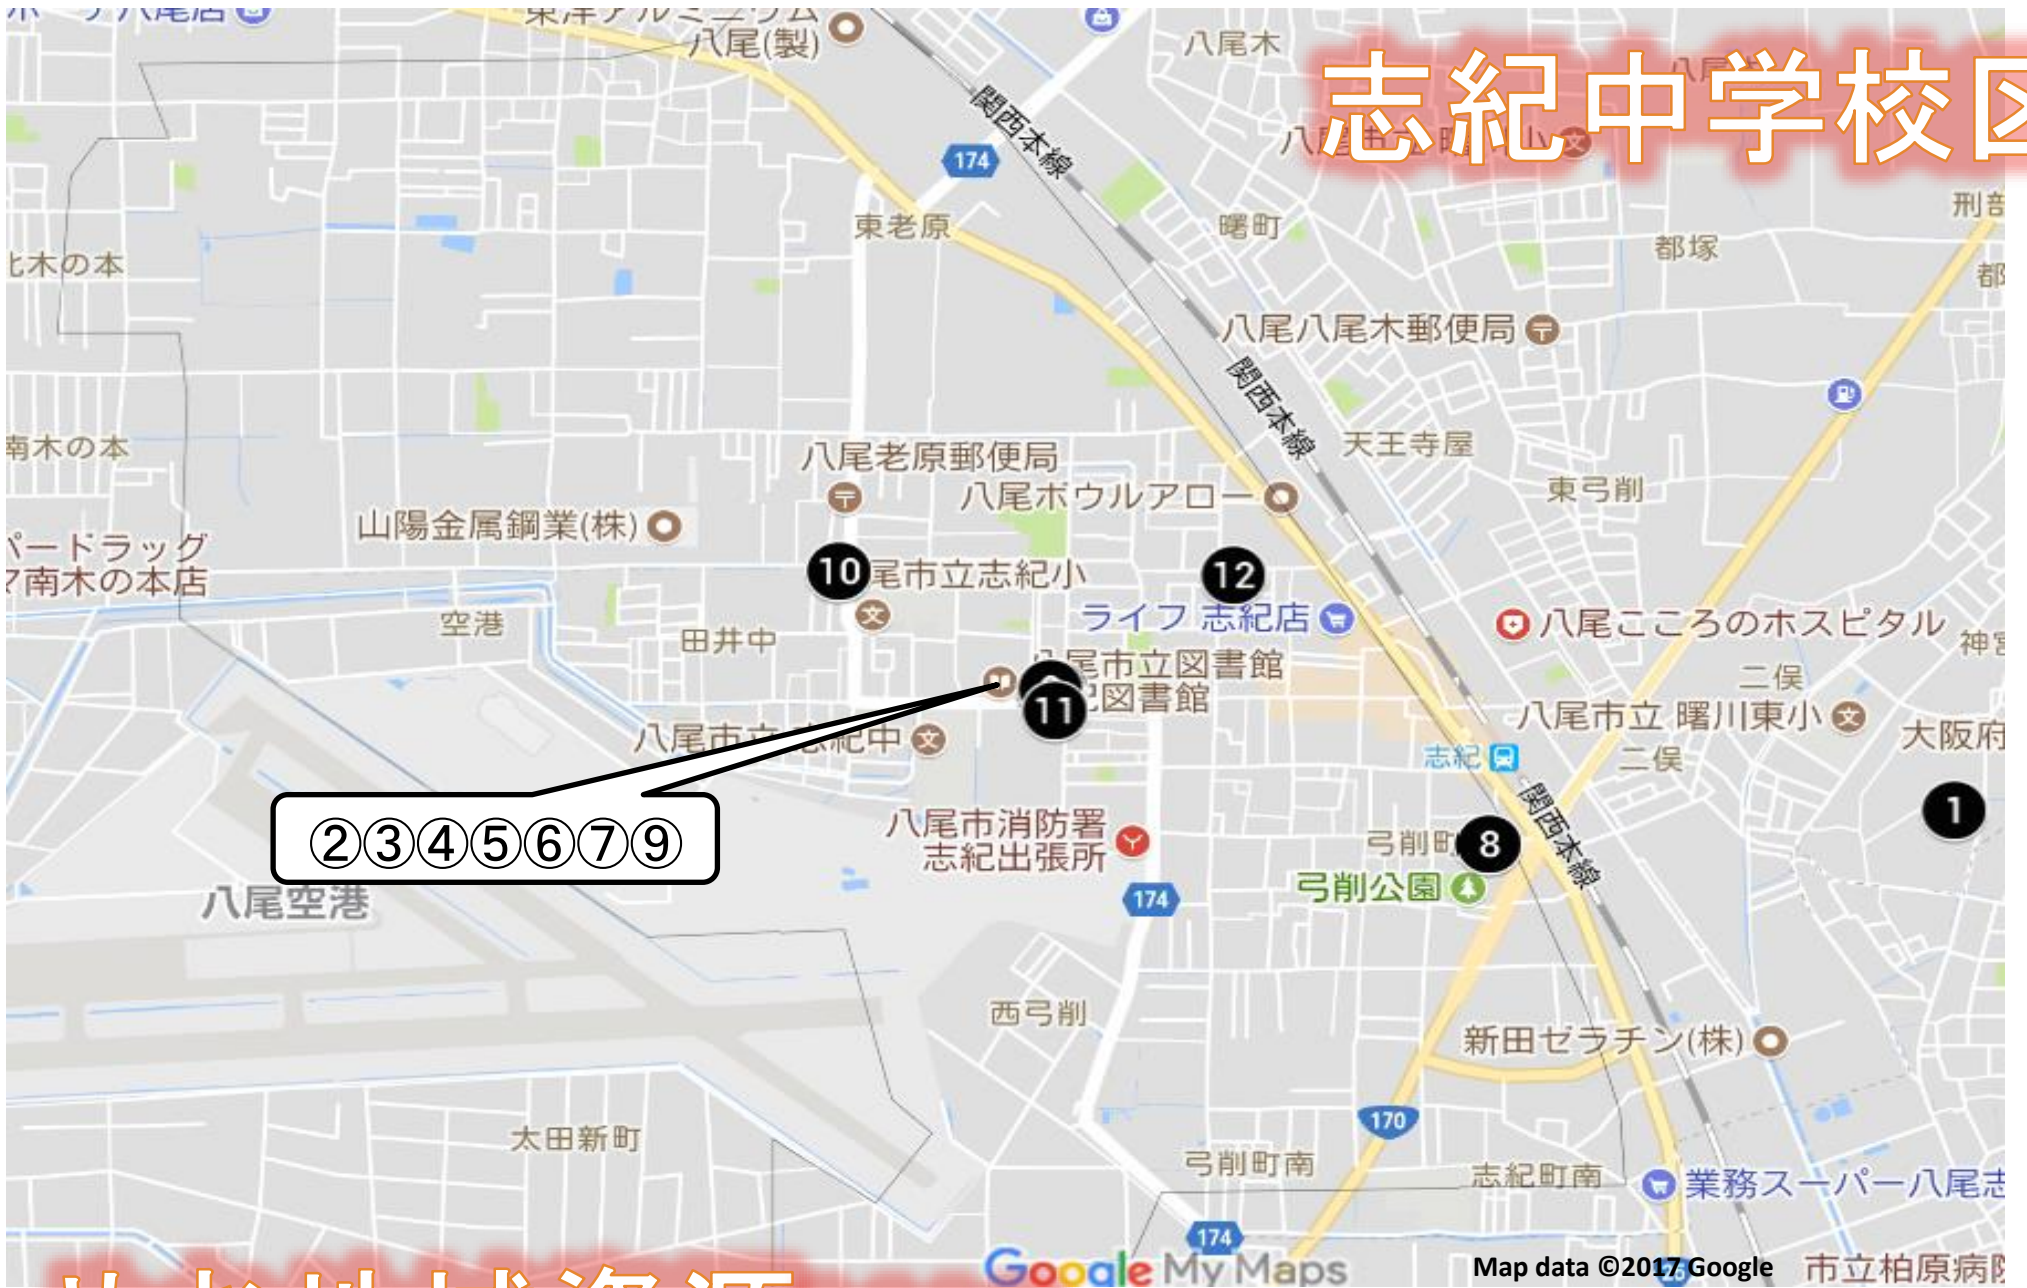 八尾(製)
八尾木
志紀中学校区
関西本線
174
東老原
曙町
刑部
都塚
北木の本
八尾八尾木郵便局
関西本線
天王寺屋
南木の本
八尾老原郵便局
八尾ボウルアロー
東弓削
山陽金属鋼業(株)
10
尾市立志紀小
12
ライフ 志紀店
八尾こころのホスピタル
空港
田井中
八尾市立図書館
図書館
11
二俣
八尾市立 曙川東小
大阪府
八尾市立 志紀中
志紀
二俣
1
②③④⑤⑥⑦⑨
八尾市消防署
志紀出張所
弓削町
8
関西本線
弓削公園
174
八尾空港
西弓削
新田ゼラチン(株)
170
太田新町
弓削町南
志紀町南
業務スーパー八尾志
174
Google My Maps
Map data ©2017 Google
市立柏原病院